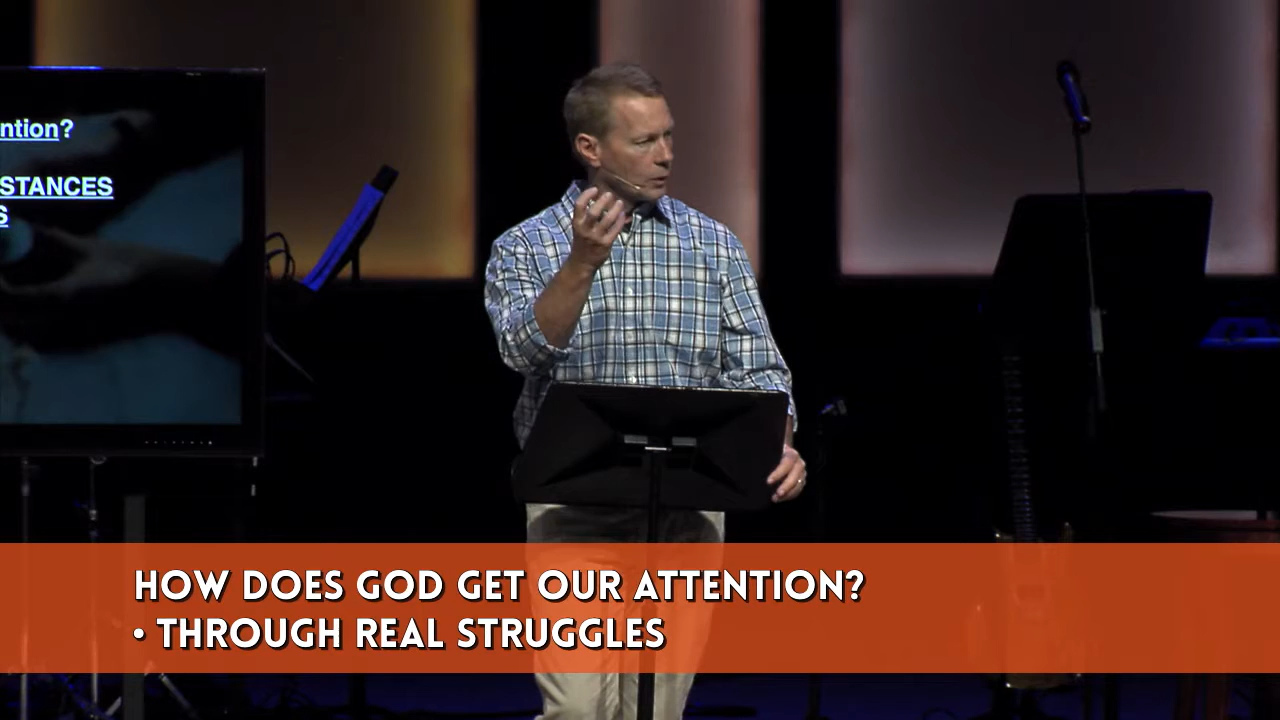 ntion?
STANCES
S
HOW DOES GOD GET OUR ATTENTION?
• THROUGH REAL STRUGGLES